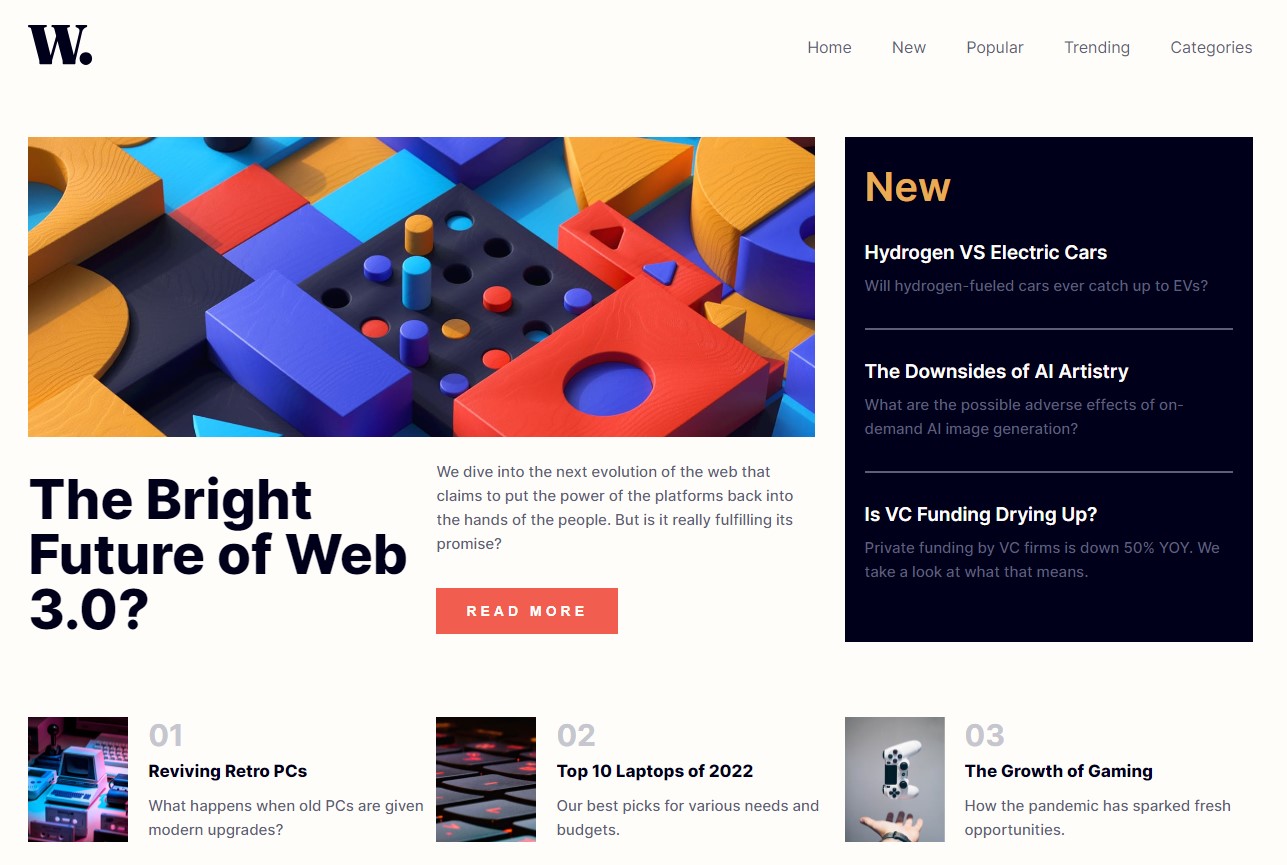 W.
Home New Popular Trending Categories
The Bright
Future of Web
3.0?
We dive into the next evolution of the web that
claims to put the power of the platforms back into
the hands of the people. But is it really fulfilling its
promise?
READ MORE
New
Hydrogen VS Electric Cars
Will hydrogen-fueled cars ever catch up to EVs?
The Downsides of AI Artistry
What are the possible adverse effects of on-
demand AI image generation?
Is VC Funding Drying Up?
Private funding by VC firms is down 50% YOY. We
take a look at what that means.
01
Reviving Retro PCs
What happens when old PCs are given
modern upgrades?
02
Top 10 Laptops of 2022
Our best picks for various needs and
budgets.
03
The Growth of Gaming
How the pandemic has sparked fresh
opportunities.